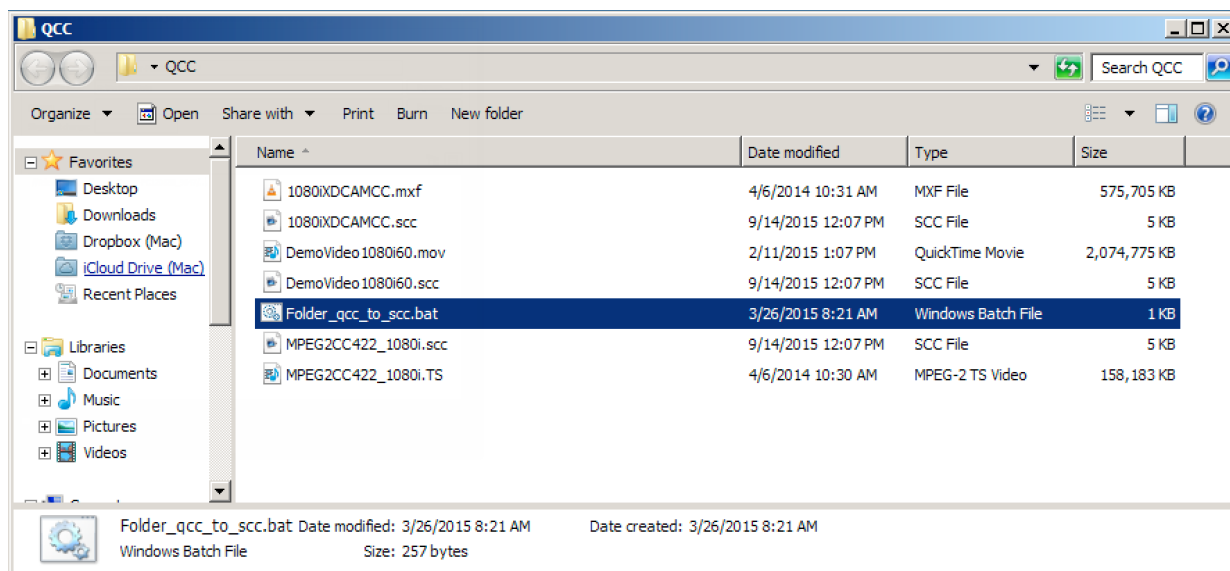 QCC
QCC
Search QCC
Organize Open Share with Print Burn New folder
Name Date modified Type Size
Favorites
Desktop
Downloads
Dropbox (Mac)
iCloud Drive (Mac)
Recent Places
Libraries
Documents
Music
Pictures
Videos
1080iXDCAMCC.mxf 4/6/2014 10:31 AM MXF File 575,705 KB
1080iXDCAMCC.scc 9/14/2015 12:07 PM SCC File 5 KB
DemoVideo1080i60.mov 2/11/2015 1:07 PM QuickTime Movie 2,074,775 KB
DemoVideo1080i60.scc 9/14/2015 12:07 PM SCC File 5 KB
Folder_qcc_to_scc.bat 3/26/2015 8:21 AM Windows Batch File 1 KB
MPEG2CC422_1080i.scc 9/14/2015 12:07 PM SCC File 5 KB
MPEG2CC422_1080i.TS 4/6/2014 10:30 AM MPEG-2 TS Video 158,183 KB
Folder_qcc_to_scc.bat Date modified: 3/26/2015 8:21 AM Date created: 3/26/2015 8:21 AM
Windows Batch File Size: 257 bytes